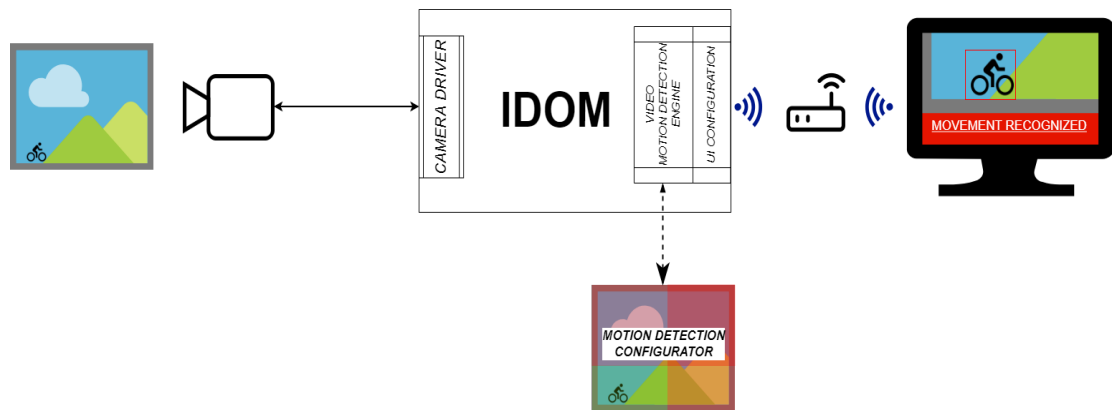 CAMERA DRIVER
IDOM
VIDEO
MOTION DETECTION
ENGINE
UI CONFIGURATION
MOVEMENT RECOGNIZED
MOTION DETECTION
CONFIGURATOR